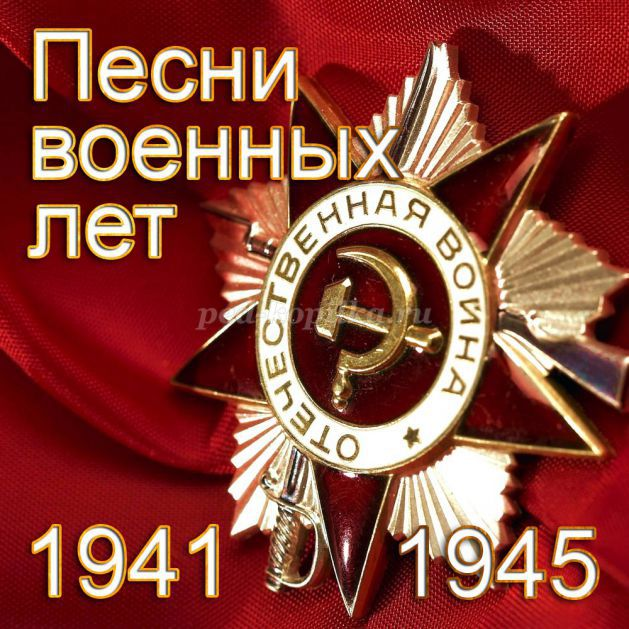 Песни
военных
лет
ОТЕЧЕСТВЕННАЯ ВОЙНА
1941 1945